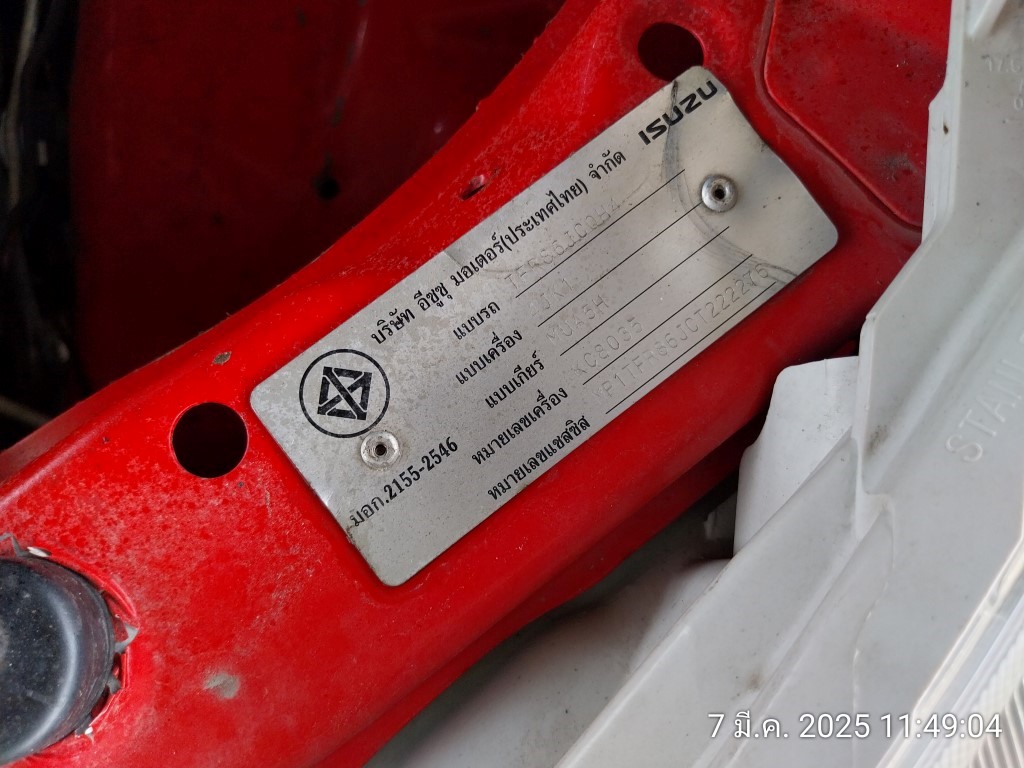 ISUZU
บริษัท อีซูซุ มอเตอร์(ประเทศไทย) จำกัด
แบบรถ
แบบเครื่อง
แบบเกียร์ MUA5H
หมายเลขเครื่อง KC8035
หมายเลขแชสซิส
มอก.2155-2546
STANL
7 มี.ค. 2025 11:49:04